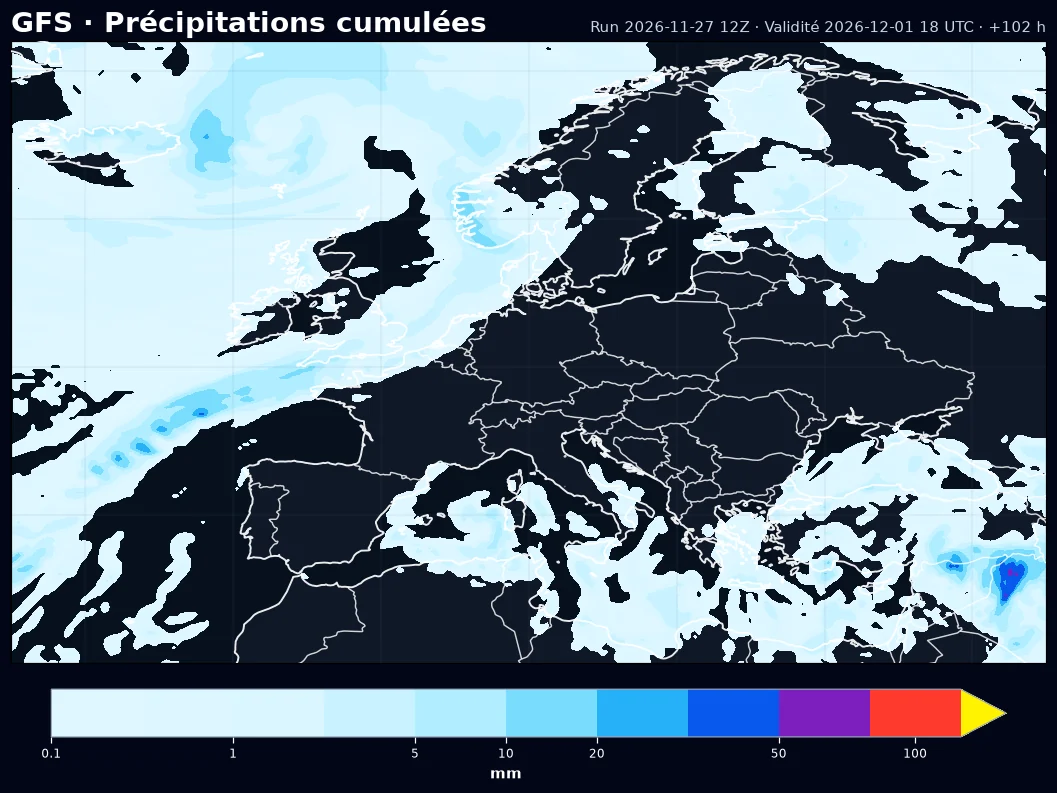 GFS · Précipitations cumulées
Run 2026-11-27 12Z · Validité 2026-12-01 18 UTC · +102 h
0.1 1 5 10 20 50 100
mm